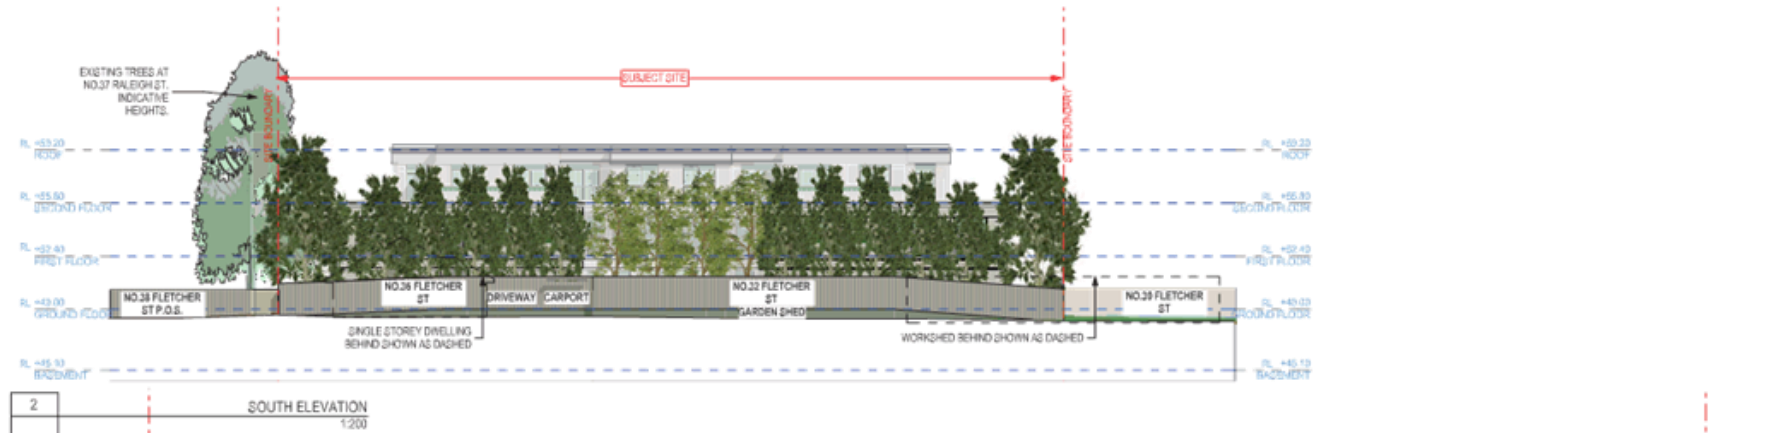 EXISTING TREES AT
NO.37 RALEIGH ST.
INDICATIVE
HEIGHTS.
SUBJECT SITE
SITE BOUNDARY
SITE BOUNDARY
ROOF
ROOF
SECOND FLOOR
SECOND FLOOR
FIRST FLOOR
FIRST FLOOR
GROUND FLOOR
GROUND FLOOR
NO.38 FLETCHER
ST P.O.S.
NO.36 FLETCHER
ST
DRIVEWAY
CARPORT
NO.32 FLETCHER
ST
GARDEN SHED
FLETCHER
ST
SINGLE STOREY DWELLING
BEHIND SHOWN AS DASHED
WORKSHED BEHIND SHOWN AS DASHED
BASEMENT
BASEMENT
2
SOUTH ELEVATION
1:200